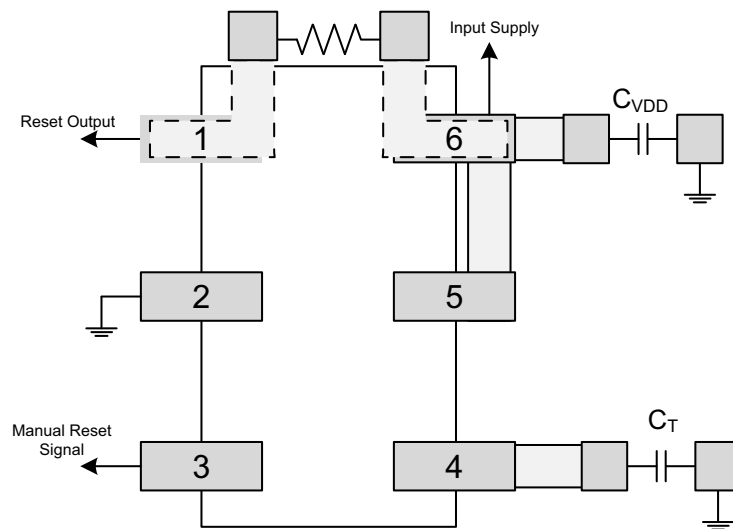 Input Supply
C_VDD
Reset Output
1
6
2
5
Manual Reset
Signal
3
4
C_T